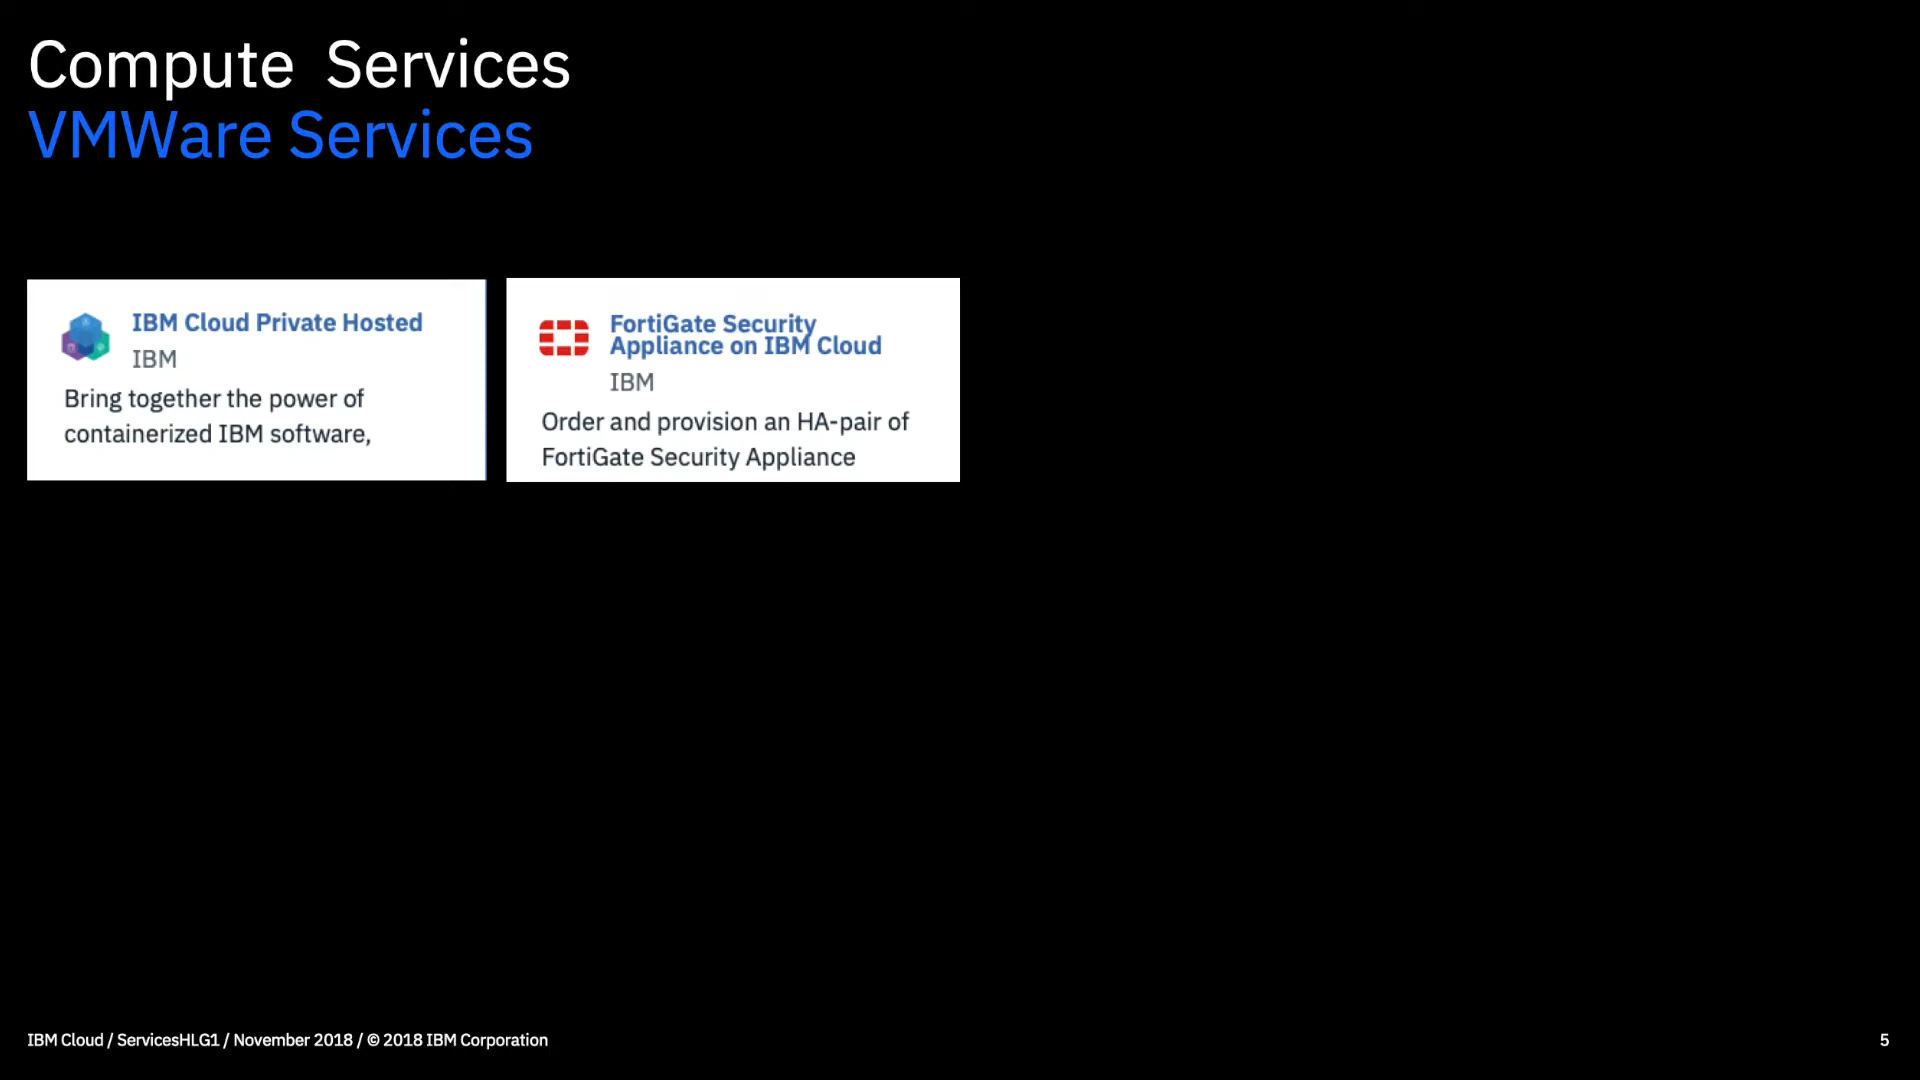 Compute Services
VMWare Services
IBM Cloud Private Hosted
IBM
Bring together the power of
containerized IBM software,
FortiGate Security
Appliance on IBM Cloud
IBM
Order and provision an HA-pair of
FortiGate Security Appliance
IBM Cloud / ServicesHLG1 / November 2018 / © 2018 IBM Corporation
5